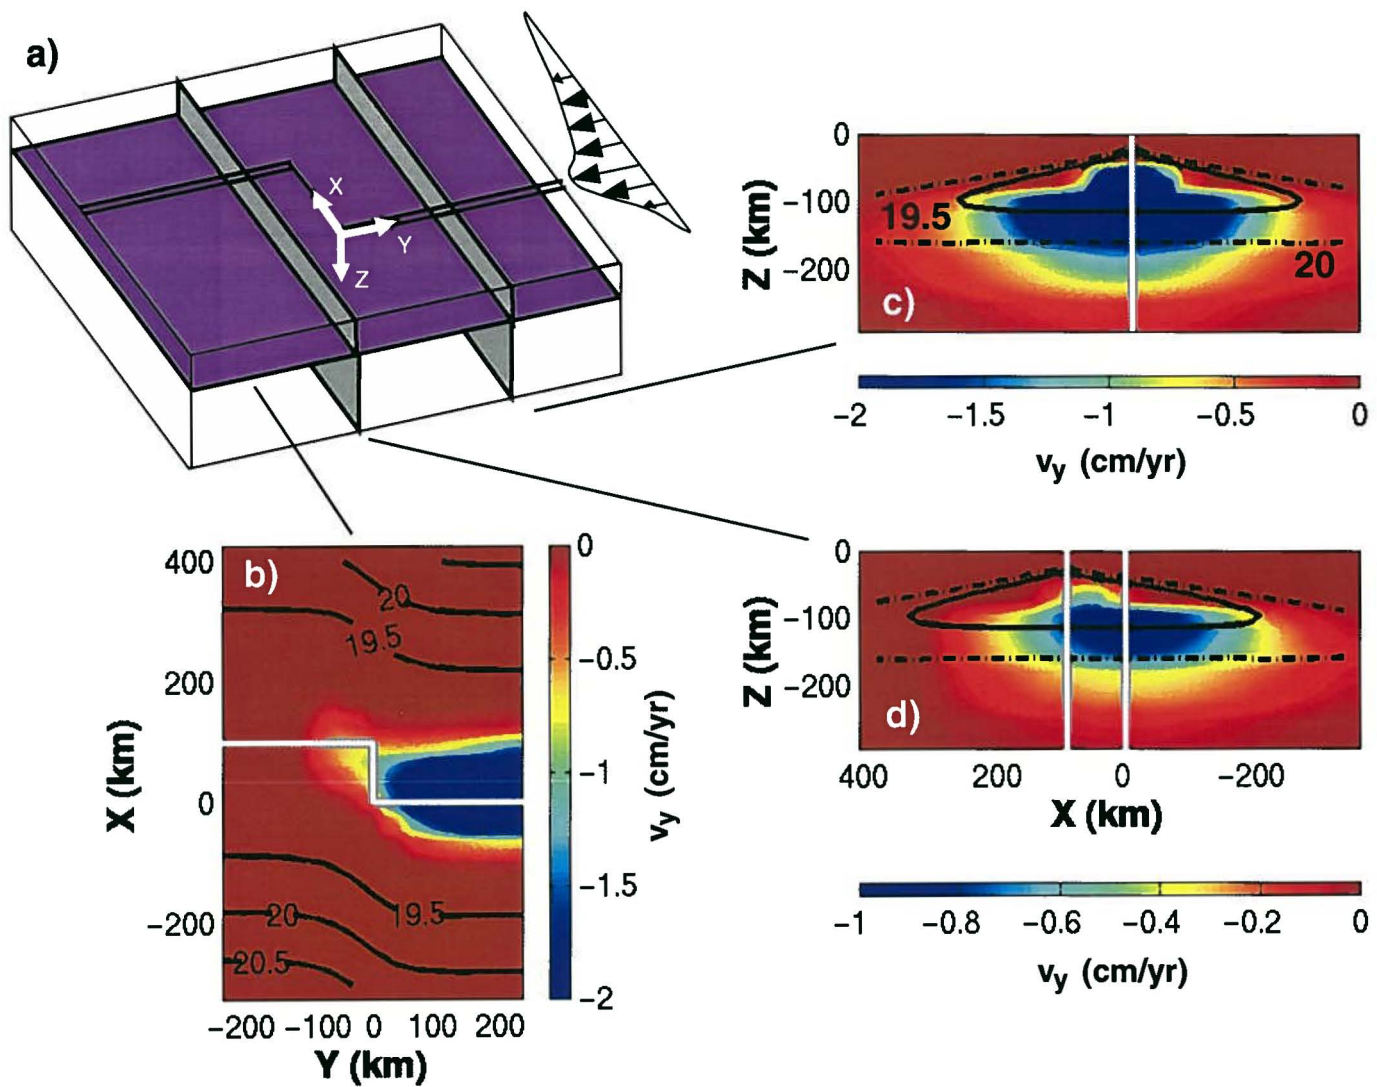 a)
X
Y
Z
0
-100
-200
Z (km)
19.5
20
c)
-2 -1.5 -1 -0.5 0
vy (cm/yr)
b)
400
200
0
-200
X (km)
20
19.5
20 19.5
20.5
-200 -100 0 100 200
Y (km)
0
-0.5
-1
-1.5
-2
vy (cm/yr)
0
-100
-200
Z (km)
d)
400 200 0 -200
X (km)
-1 -0.8 -0.6 -0.4 -0.2 0
vy (cm/yr)